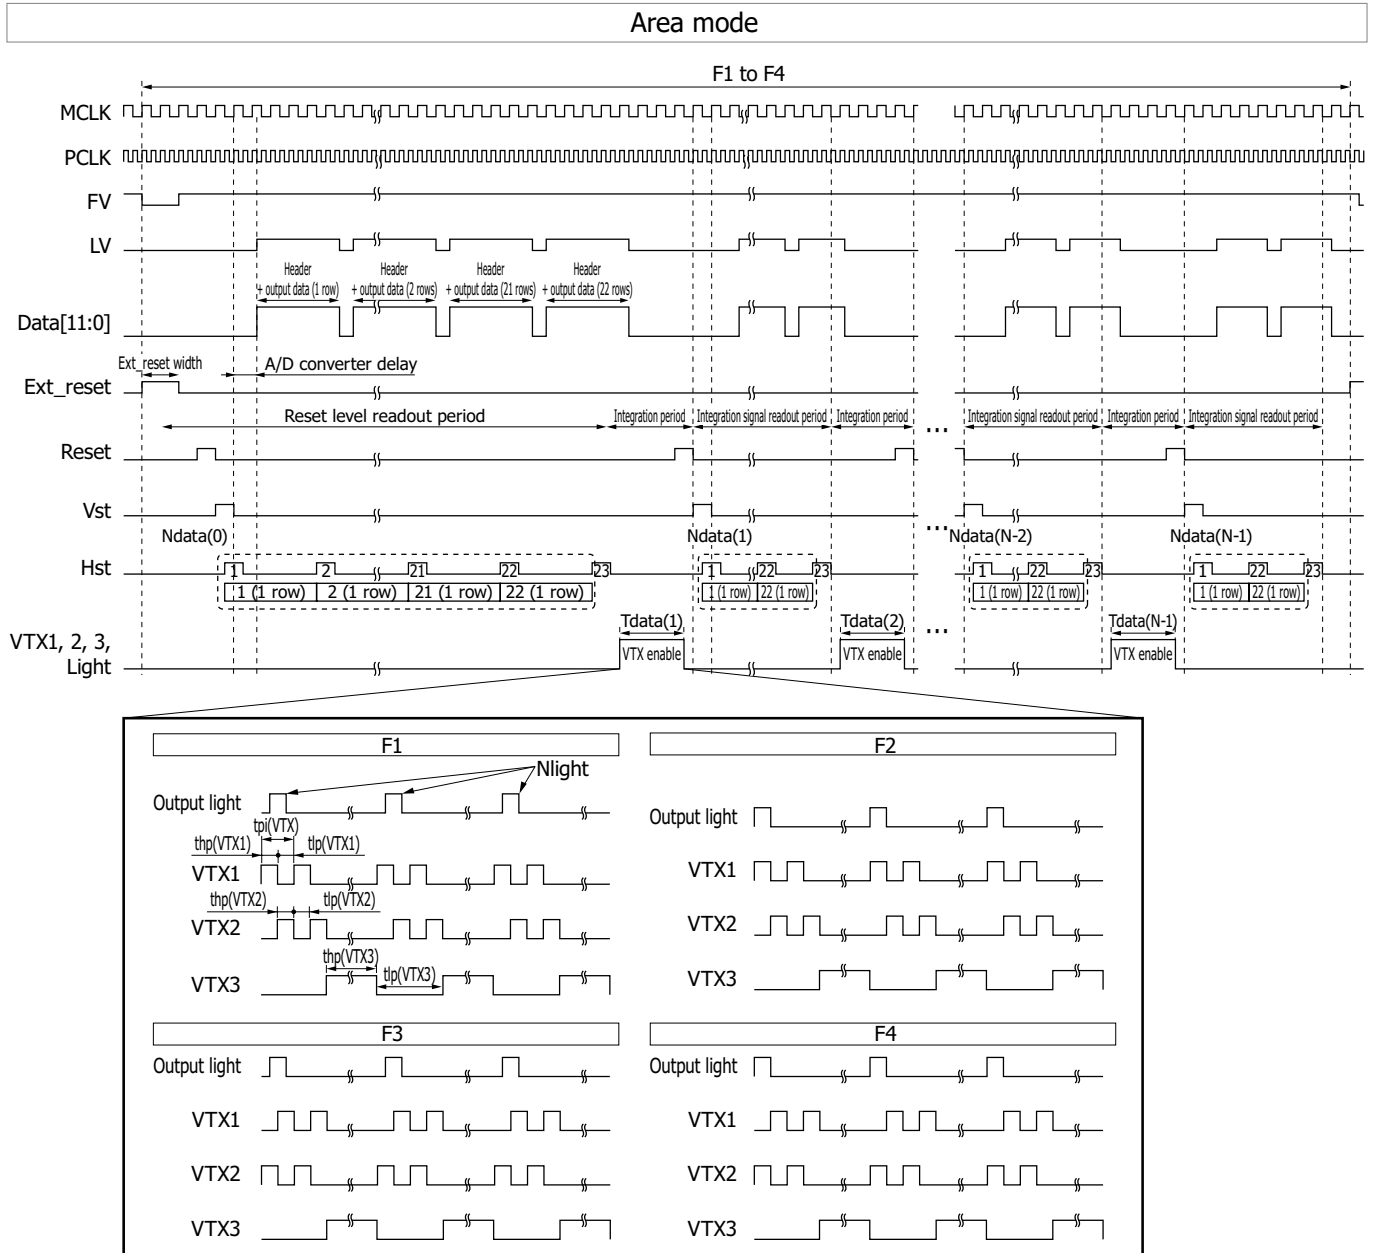 Area mode
F1 to F4
MCLK
PCLK
FV
LV
Header + output data (1 row)
Header + output data (2 rows)
Header + output data (21 rows)
Header + output data (22 rows)
Data[11:0]
Ext_reset width
A/D converter delay
Ext_reset
Reset level readout period
Integration period
Integration signal readout period
Integration period
...
Integration signal readout period
Integration period
Integration signal readout period
Reset
Vst
Ndata(0)
Ndata(1)
...
Ndata(N-2)
Ndata(N-1)
Hst
1 2 21 22 23
1 22 23
1 22 23
1 22 23
1 (1 row) 2 (1 row) 21 (1 row) 22 (1 row)
1 (1 row) 22 (1 row)
1 (1 row) 22 (1 row)
1 (1 row) 22 (1 row)
Tdata(1)
Tdata(2)
...
Tdata(N-1)
VTX1, 2, 3, Light
VTX enable
VTX enable
VTX enable
F1
Nlight
Output light
tpi(VTX)
thp(VTX1)
tlp(VTX1)
VTX1
thp(VTX2)
tlp(VTX2)
VTX2
thp(VTX3)
tlp(VTX3)
VTX3
F2
Output light
VTX1
VTX2
VTX3
F3
Output light
VTX1
VTX2
VTX3
F4
Output light
VTX1
VTX2
VTX3